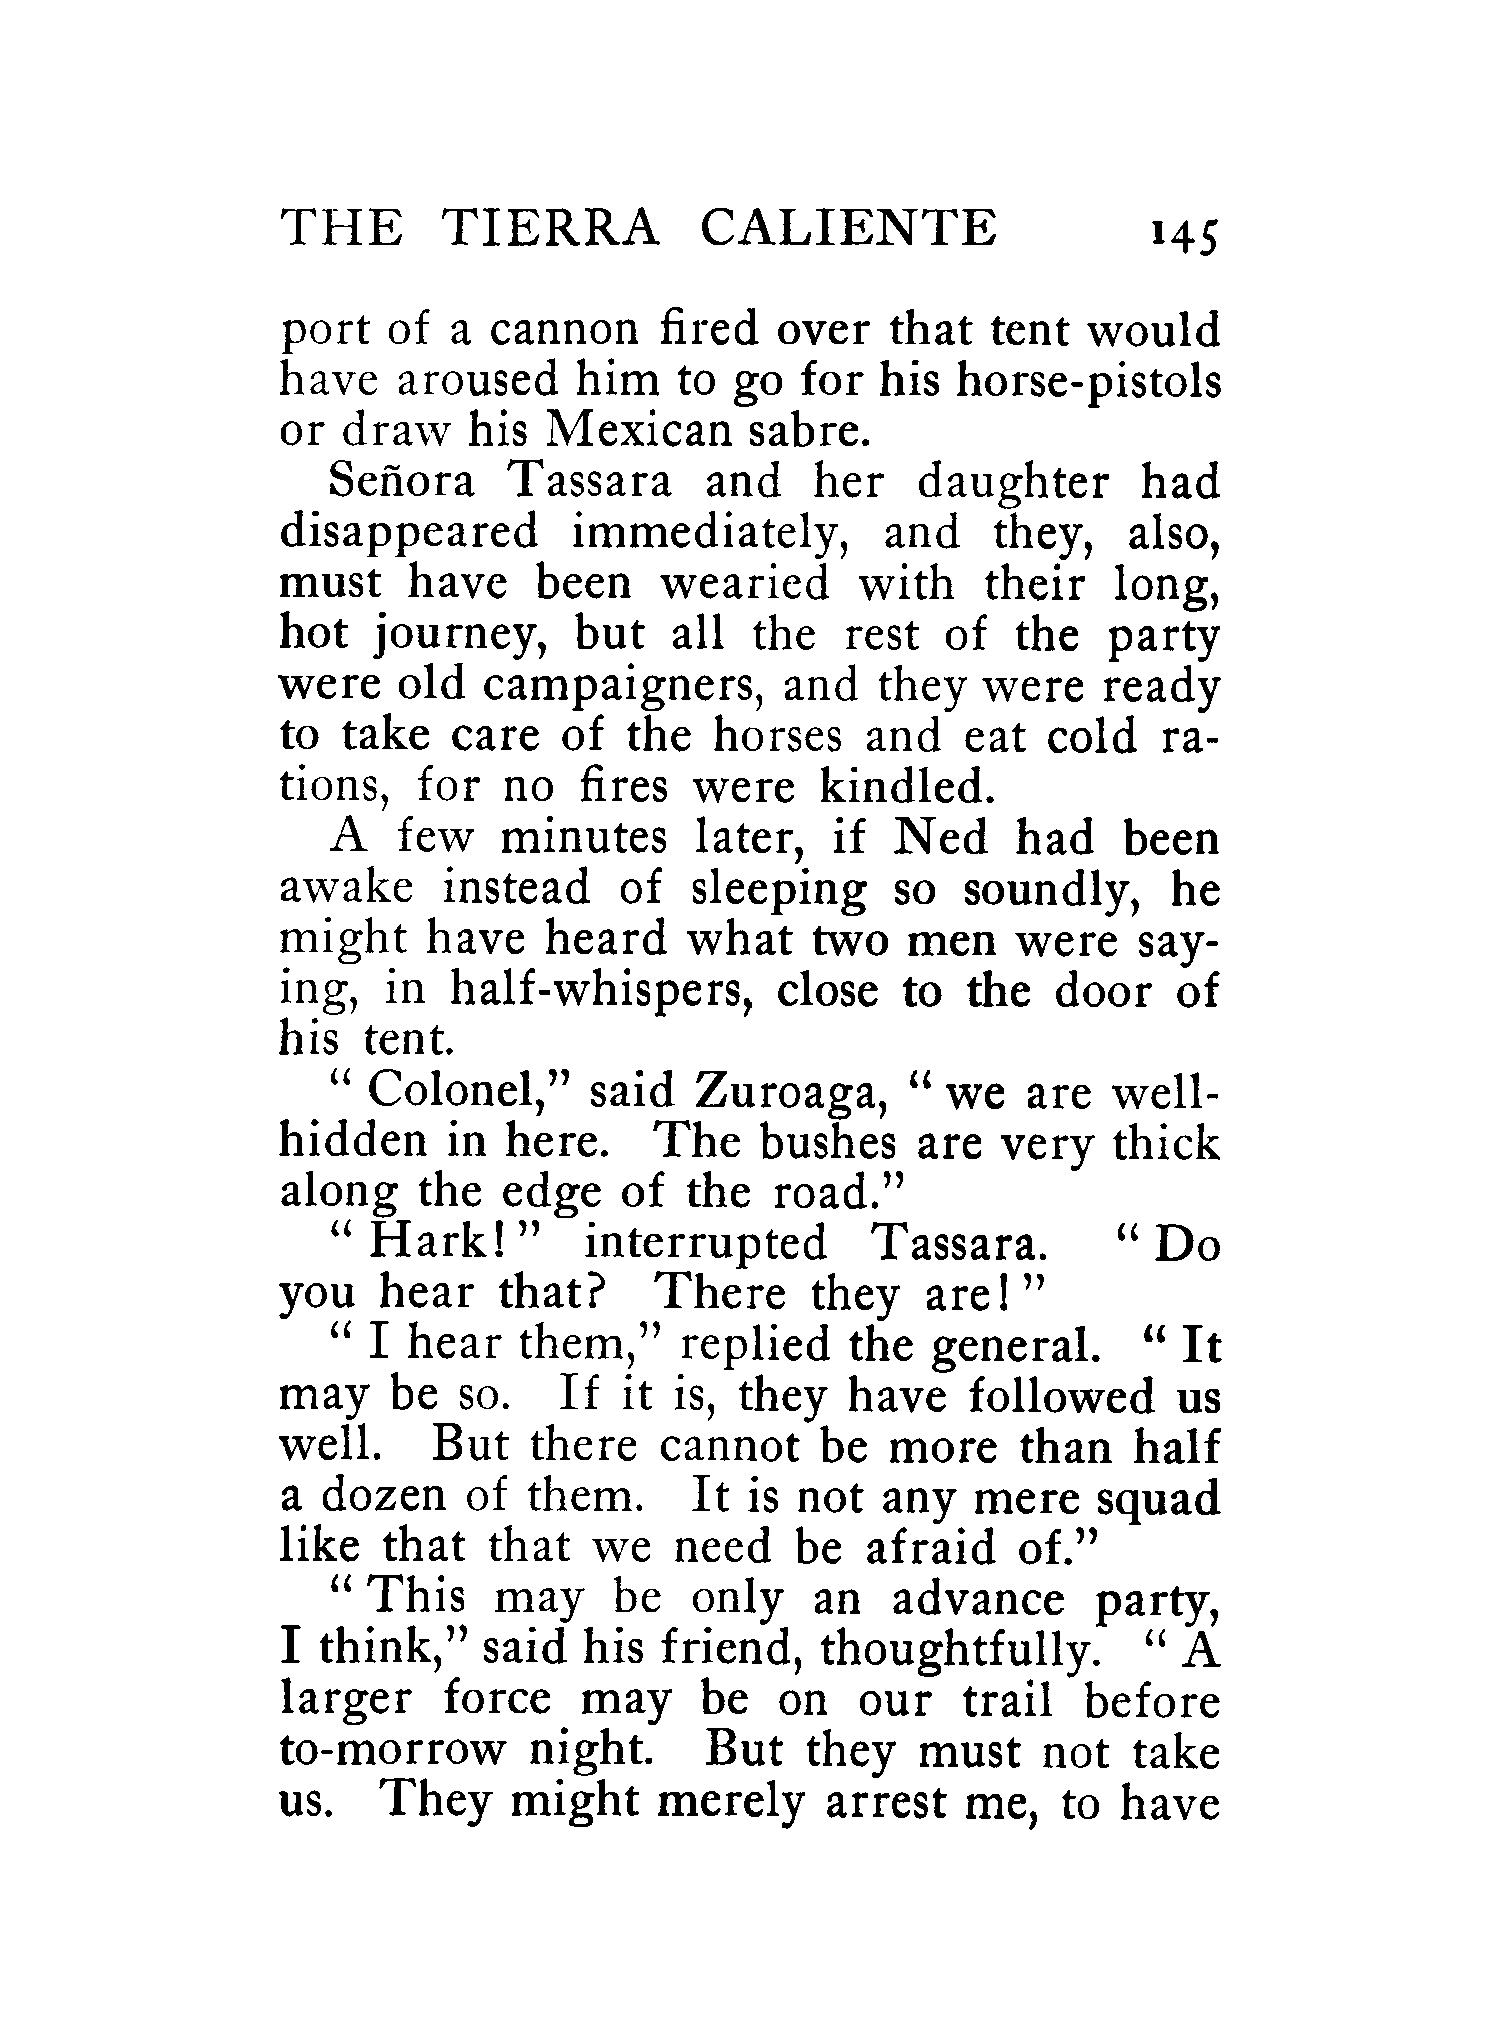 THE TIERRA CALIENTE 145
port of a cannon fired over that tent would
have aroused him to go for his horse-pistols
or draw his Mexican sabre.
Señora Tassara and her daughter had
disappeared immediately, and they, also,
must have been wearied with their long,
hot journey, but all the rest of the party
were old campaigners, and they were ready
to take care of the horses and eat cold ra-
tions, for no fires were kindled.
A few minutes later, if Ned had been
awake instead of sleeping so soundly, he
might have heard what two men were say-
ing, in half-whispers, close to the door of
his tent.
“ Colonel,” said Zuroaga, “ we are well-
hidden in here. The bushes are very thick
along the edge of the road.”
“ Hark! ” interrupted Tassara. “ Do
you hear that? There they are! ”
“ I hear them,” replied the general. “ It
may be so. If it is, they have followed us
well. But there cannot be more than half
a dozen of them. It is not any mere squad
like that that we need be afraid of.”
“ This may be only an advance party,
I think,” said his friend, thoughtfully. “ A
larger force may be on our trail before
to-morrow night. But they must not take
us. They might merely arrest me, to have